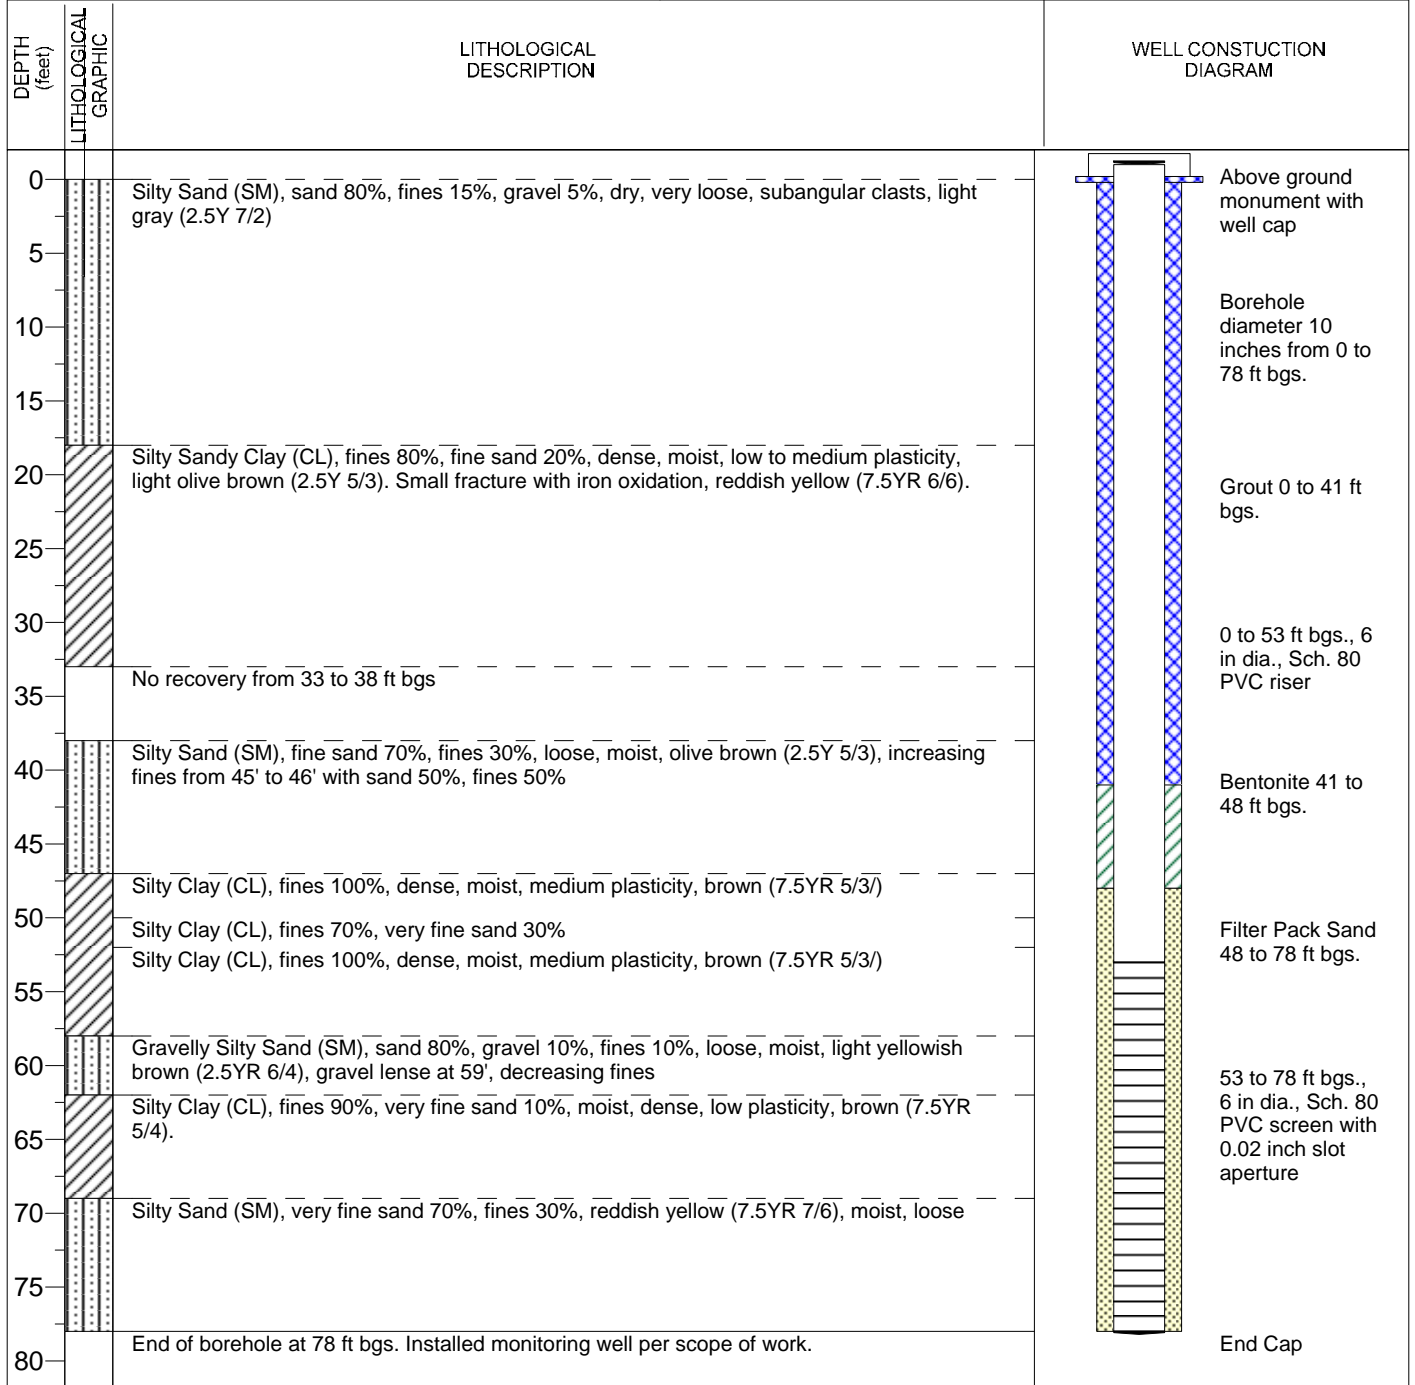 DEPTH
(feet)
LITHOLOGICAL
GRAPHIC
LITHOLOGICAL
DESCRIPTION
WELL CONSTUCTION
DIAGRAM
0
5
10
15
20
25
30
35
40
45
50
55
60
65
70
75
80
Silty Sand (SM), sand 80%, fines 15%, gravel 5%, dry, very loose, subangular clasts, light
gray (2.5Y 7/2)
Silty Sandy Clay (CL), fines 80%, fine sand 20%, dense, moist, low to medium plasticity,
light olive brown (2.5Y 5/3). Small fracture with iron oxidation, reddish yellow (7.5YR 6/6).
No recovery from 33 to 38 ft bgs
Silty Sand (SM), fine sand 70%, fines 30%, loose, moist, olive brown (2.5Y 5/3), increasing
fines from 45' to 46' with sand 50%, fines 50%
Silty Clay (CL), fines 100%, dense, moist, medium plasticity, brown (7.5YR 5/3/)
Silty Clay (CL), fines 70%, very fine sand 30%
Silty Clay (CL), fines 100%, dense, moist, medium plasticity, brown (7.5YR 5/3/)
Gravelly Silty Sand (SM), sand 80%, gravel 10%, fines 10%, loose, moist, light yellowish
brown (2.5YR 6/4), gravel lense at 59', decreasing fines
Silty Clay (CL), fines 90%, very fine sand 10%, moist, dense, low plasticity, brown (7.5YR
5/4).
Silty Sand (SM), very fine sand 70%, fines 30%, reddish yellow (7.5YR 7/6), moist, loose
End of borehole at 78 ft bgs. Installed monitoring well per scope of work.
Above ground
monument with
well cap
Borehole
diameter 10
inches from 0 to
78 ft bgs.
Grout 0 to 41 ft
bgs.
0 to 53 ft bgs., 6
in dia., Sch. 80
PVC riser
Bentonite 41 to
48 ft bgs.
Filter Pack Sand
48 to 78 ft bgs.
53 to 78 ft bgs.,
6 in dia., Sch. 80
PVC screen with
0.02 inch slot
aperture
End Cap